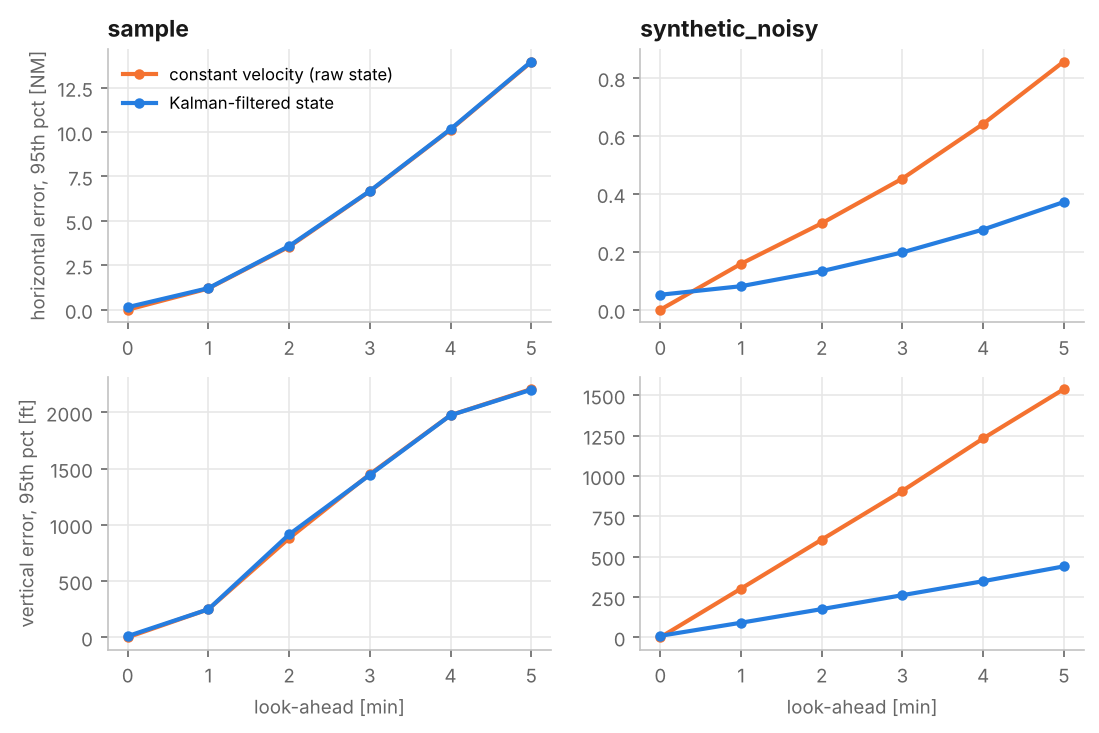 sample
constant velocity (raw state)
Kalman-filtered state
horizontal error, 95th pct [NM]
12.5
10.0
7.5
5.0
2.5
0.0
0 1 2 3 4 5
synthetic_noisy
0.8
0.6
0.4
0.2
0.0
0 1 2 3 4 5
vertical error, 95th pct [ft]
2000
1500
1000
500
0
0 1 2 3 4 5
look-ahead [min]
1500
1250
1000
750
500
250
0
0 1 2 3 4 5
look-ahead [min]